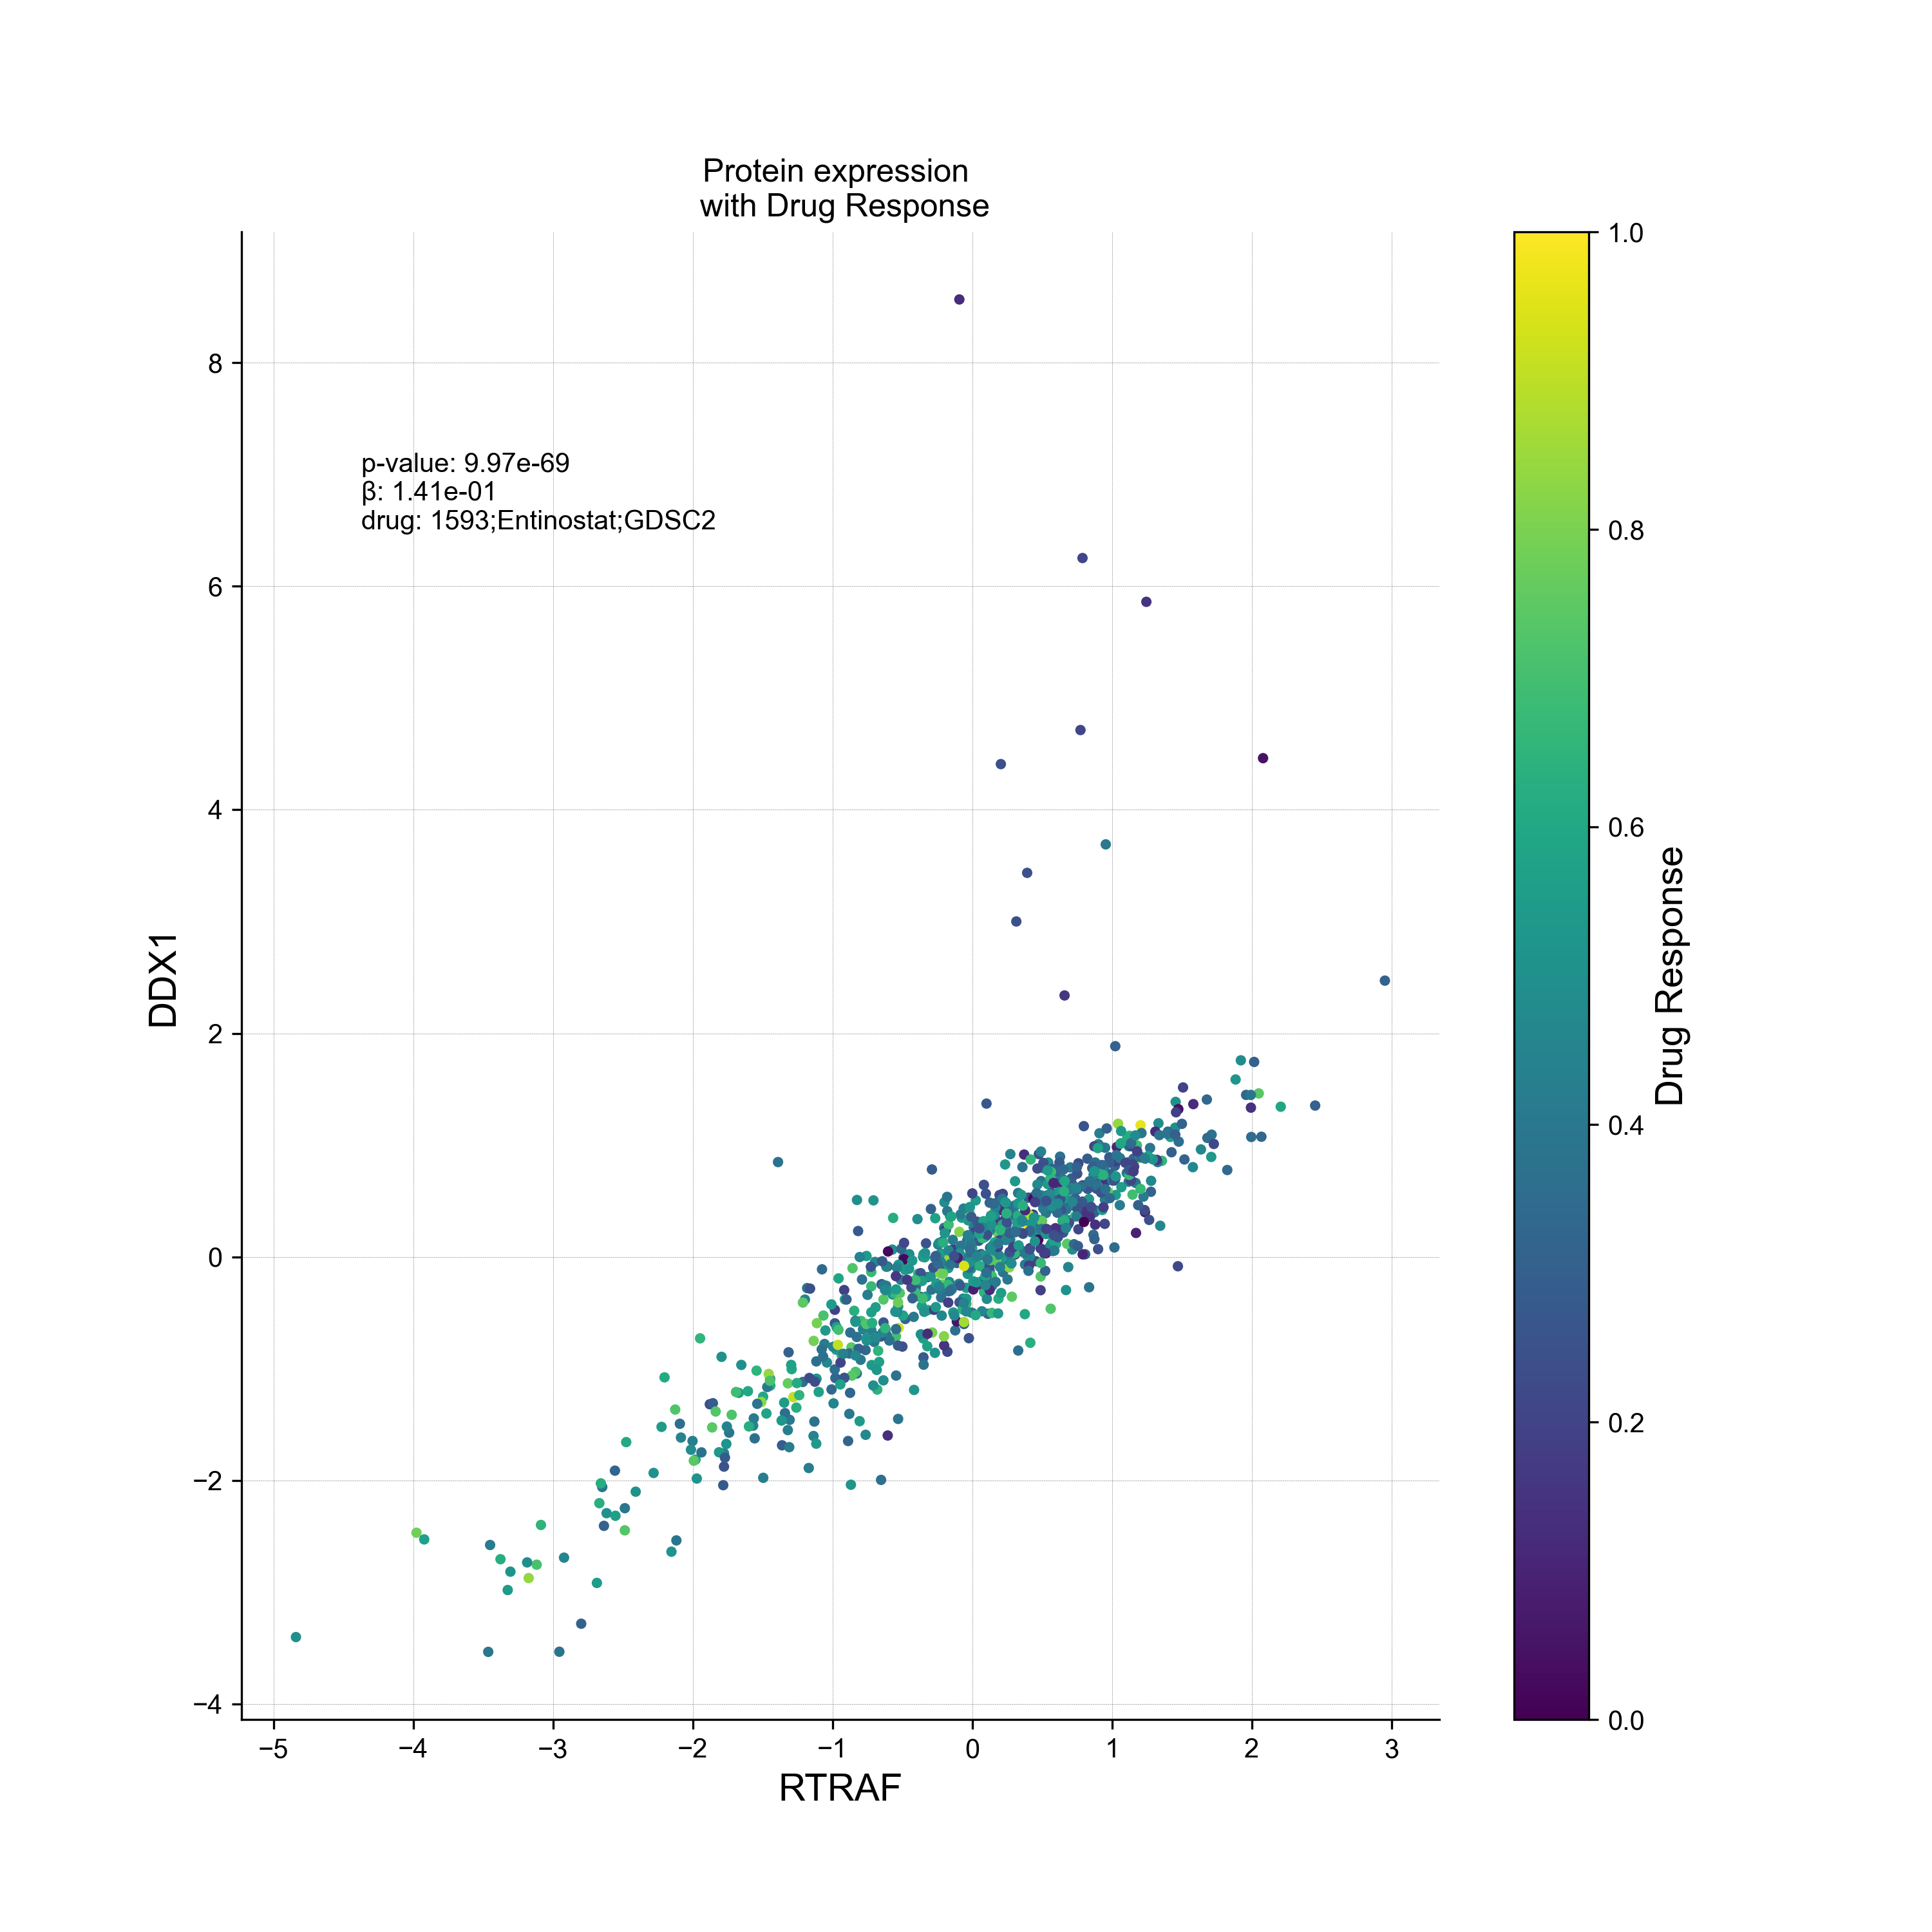 Protein expression
with Drug Response
p-value: 9.97e-69
β: 1.41e-01
drug: 1593;Entinostat;GDSC2
DDX1
8
6
4
2
0
−2
−4
−5
−4
−3
−2
−1
0
1
2
3
RTRAF
1.0
0.8
0.6
0.4
0.2
0.0
Drug Response